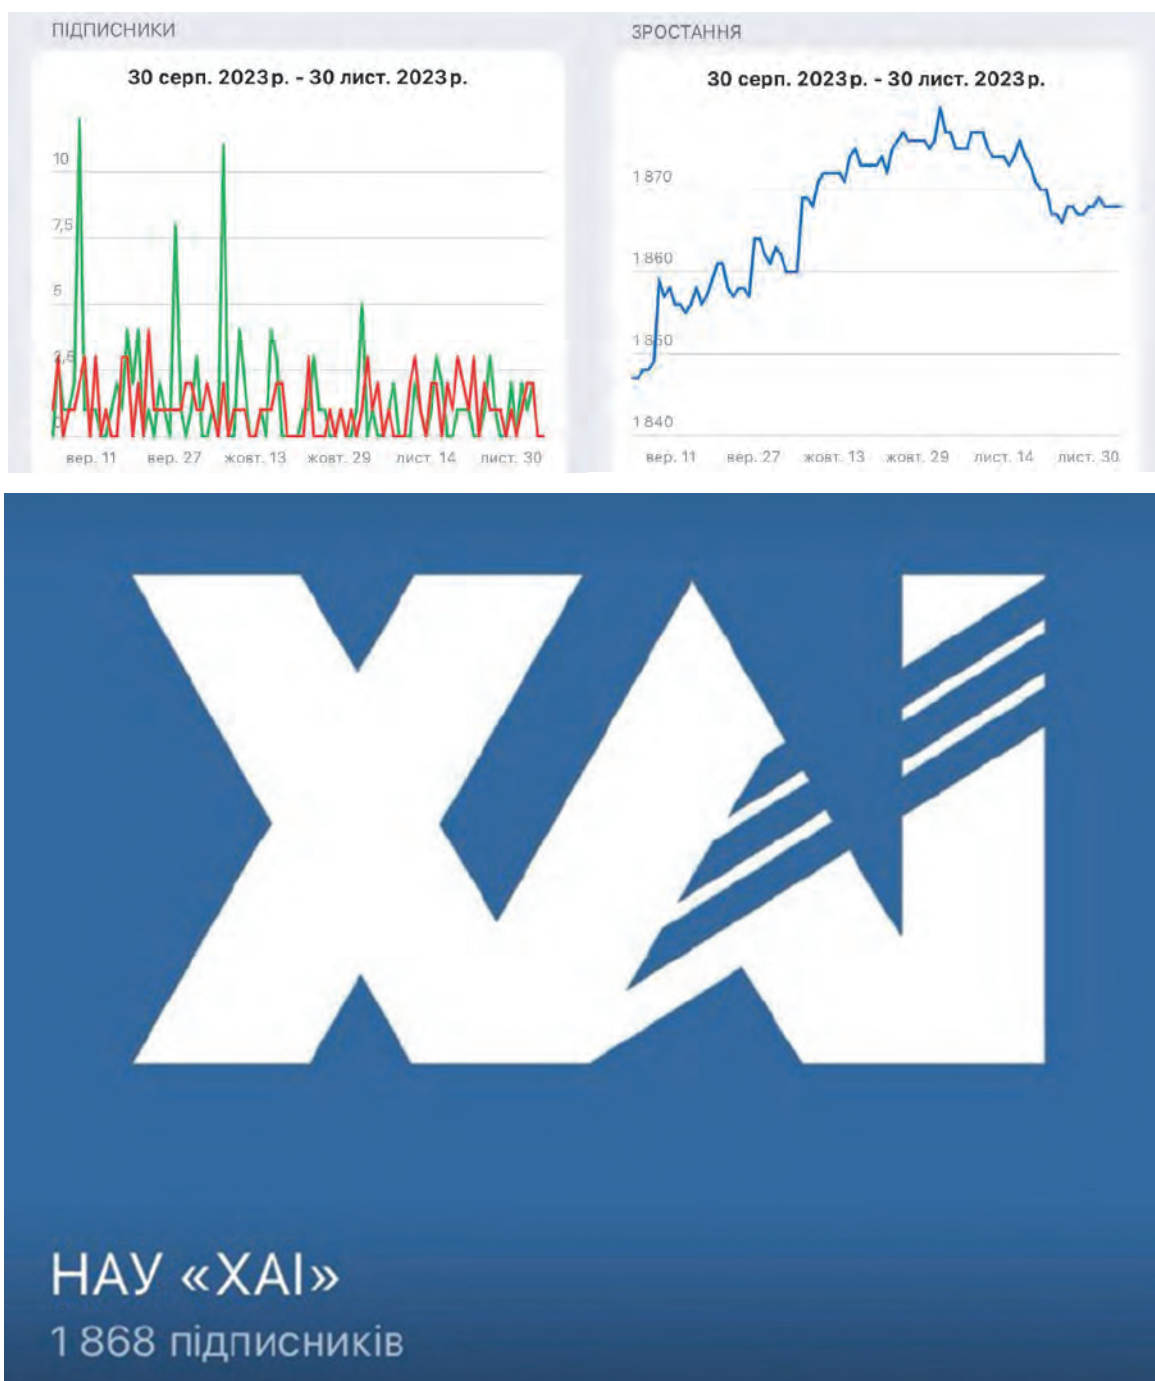 ПІДПИСНИКИ
30 серп. 2023 р. - 30 лист. 2023 р.
10
7,5
5
2,5
0
вер. 11 вер. 27 жовт. 13 жовт. 29 лист. 14 лист. 30
ЗРОСТАННЯ
30 серп. 2023 р. - 30 лист. 2023 р.
1 870
1 860
1 850
1 840
вер. 11 вер. 27 жовт. 13 жовт. 29 лист. 14 лист. 30
ХАІ
НАУ «ХАІ»
1 868 підписників